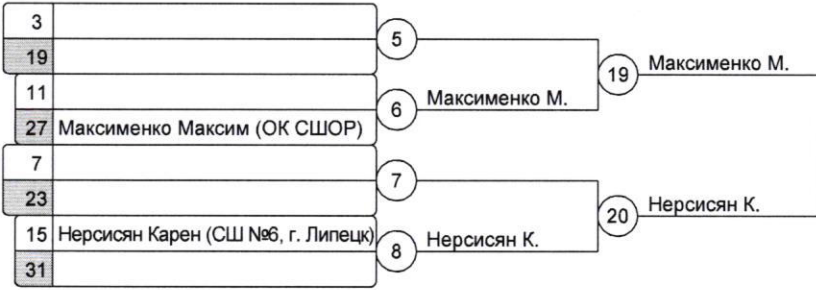 3
5
19
19 Максименко М.
11
6 Максименко М.
27 Максименко Максим (ОК СШОР)
7
7
23
20 Нерсисян К.
15 Нерсисян Карен (СШ №6, г. Липецк)
8 Нерсисян К.
31